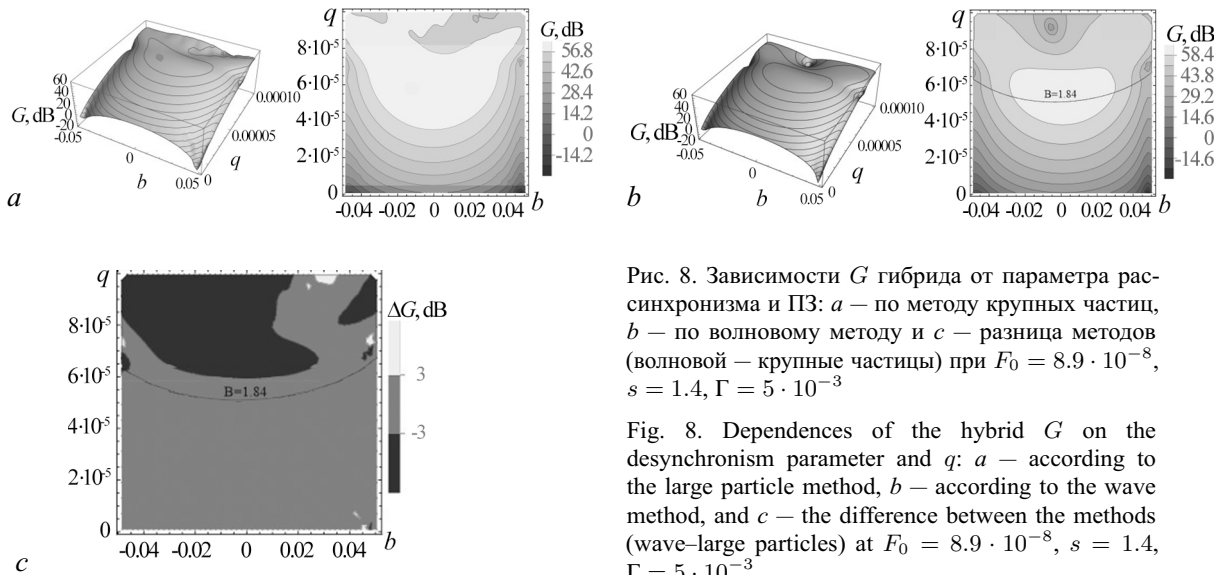 60
40
20
G, dB 0
-20
-0.05
0
b
0.05 0
0.00010
0.00005
q
a
q
8·10⁻⁵
6·10⁻⁵
4·10⁻⁵
2·10⁻⁵
0
-0.04 -0.02 0 0.02 0.04 b
G, dB
56.8
42.6
28.4
14.2
0
-14.2
60
40
20
G, dB 0
-20
-0.05
0
b
0.05 0
0.00010
0.00005
q
b
q
8·10⁻⁵
6·10⁻⁵
4·10⁻⁵
2·10⁻⁵
0
B=1.84
-0.04 -0.02 0 0.02 0.04 b
G, dB
58.4
43.8
29.2
14.6
0
-14.6
q
8·10⁻⁵
6·10⁻⁵
4·10⁻⁵
2·10⁻⁵
0
B=1.84
-0.04 -0.02 0 0.02 0.04 b
ΔG, dB
3
-3
c
Рис. 8. Зависимости G гибрида от параметра рас-
синхронизма и ПЗ: a — по методу крупных частиц,
b — по волновому методу и c — разница методов
(волновой — крупные частицы) при F₀ = 8.9 · 10⁻⁸,
s = 1.4, Γ = 5 · 10⁻³
Fig. 8. Dependences of the hybrid G on the
desynchronism parameter and q: a — according to
the large particle method, b — according to the wave
method, and c — the difference between the methods
(wave–large particles) at F₀ = 8.9 · 10⁻⁸, s = 1.4,
Γ = 5 · 10⁻³